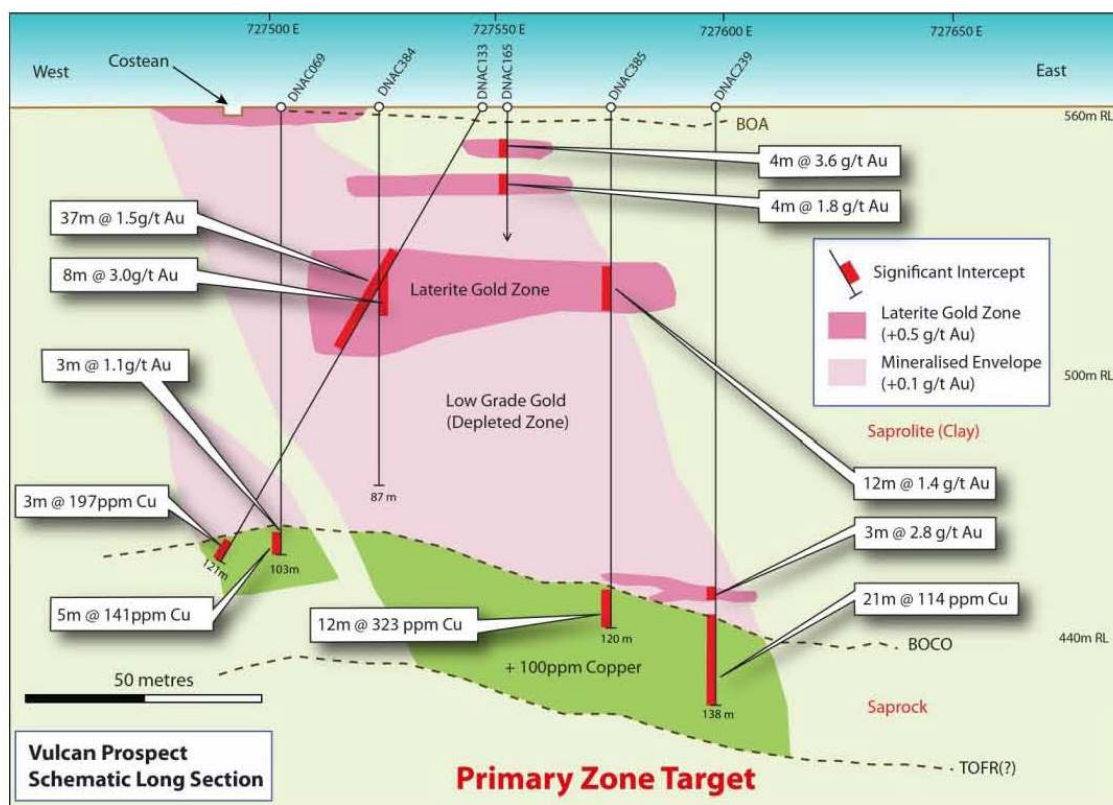 727500 E
727550 E
727600 E
727650 E
West
Costean
DNAC069
DNAC384
DNAC133
DNAC165
DNAC385
DNAC239
East
BOA
560m RL
4m @ 3.6 g/t Au
4m @ 1.8 g/t Au
37m @ 1.5g/t Au
8m @ 3.0g/t Au
Laterite Gold Zone
Significant Intercept
Laterite Gold Zone
(+0.5 g/t Au)
Mineralised Envelope
(+0.1 g/t Au)
3m @ 1.1g/t Au
500m RL
Low Grade Gold
(Depleted Zone)
Saprolite (Clay)
12m @ 1.4 g/t Au
3m @ 197ppm Cu
87 m
3m @ 2.8 g/t Au
121m
103m
5m @ 141ppm Cu
12m @ 323 ppm Cu
21m @ 114 ppm Cu
120 m
440m RL
BOCO
+ 100ppm Copper
50 metres
138 m
Saprock
Vulcan Prospect
Schematic Long Section
Primary Zone Target
TOFR(?)